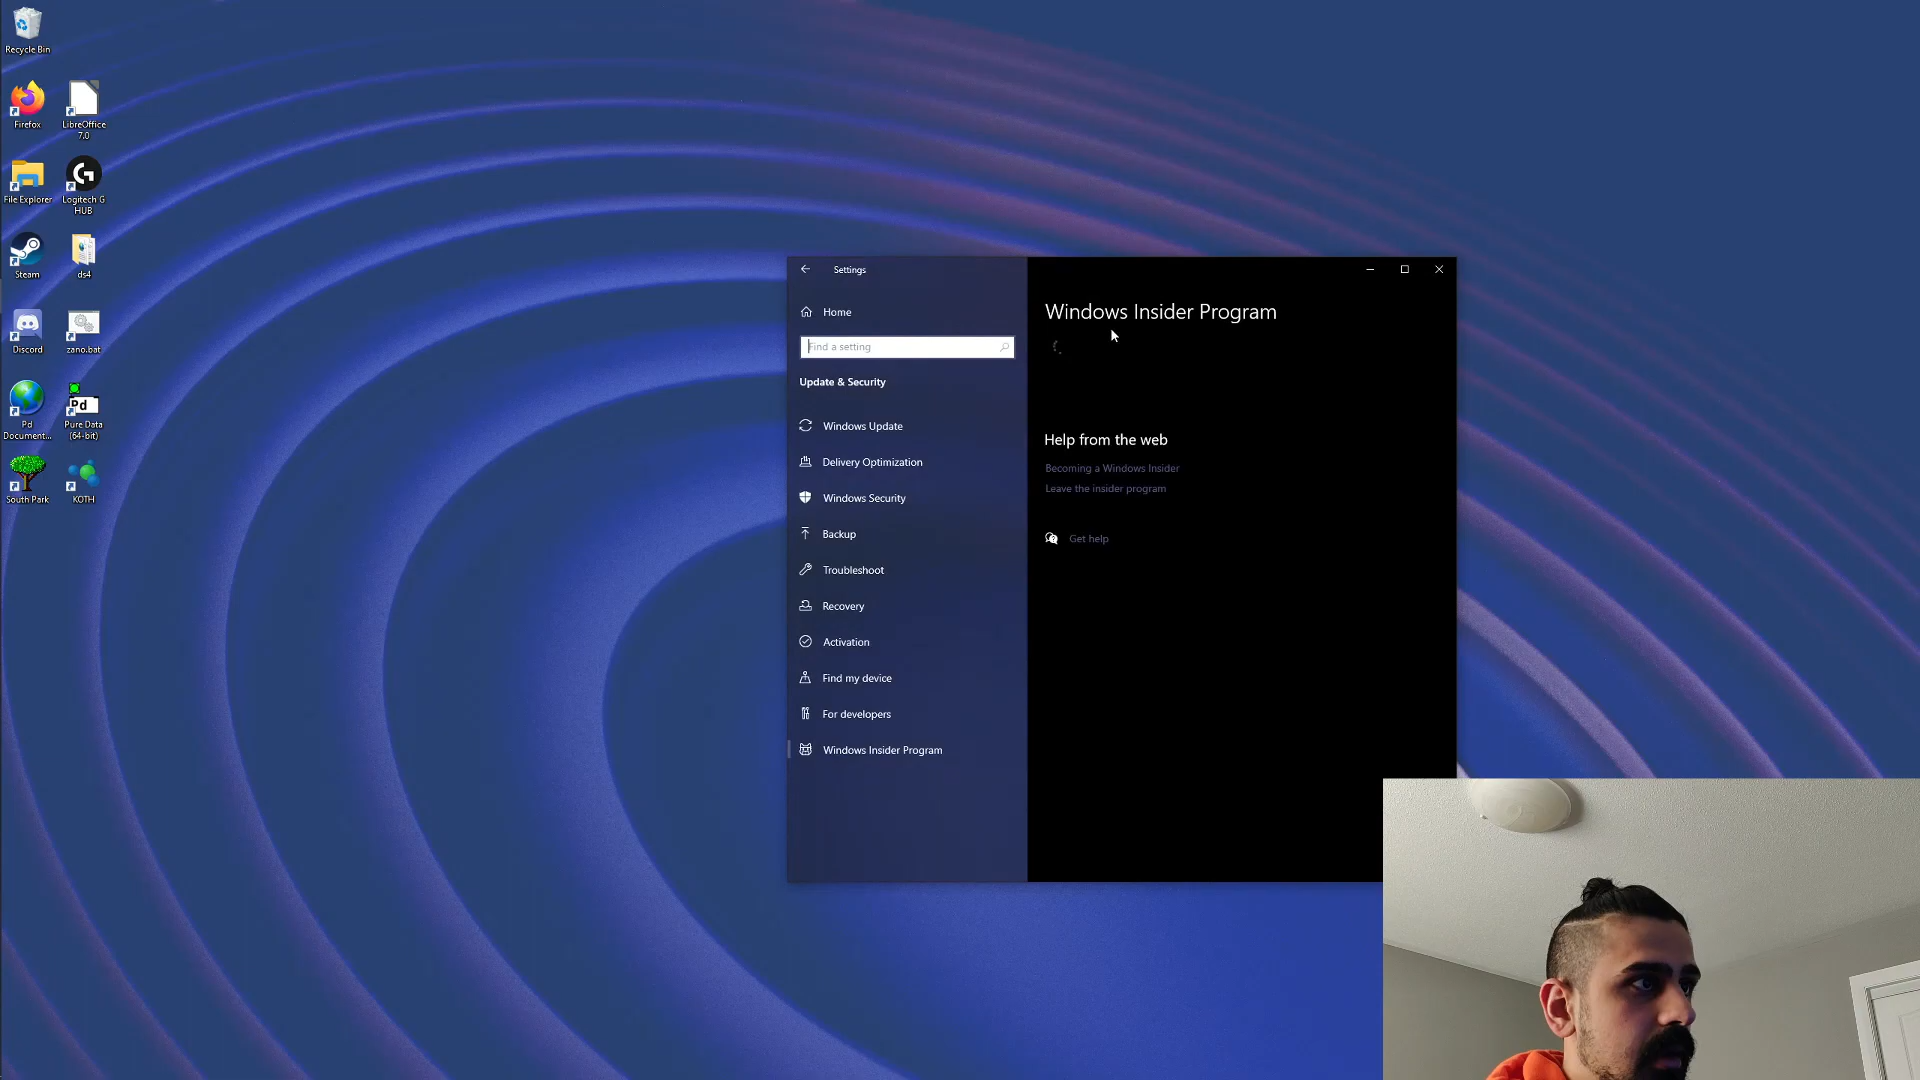 Recycle Bin
Firefox
LibreOffice
7.0
File Explorer
Logitech G
HUB
Steam
ds4
Discord
zano.bat
Pd
Pd
Document...
Pure Data
(64-bit)
South Park
KOTH
Settings
Home
Find a setting
Update & Security
Windows Update
Delivery Optimization
Windows Security
Backup
Troubleshoot
Recovery
Activation
Find my device
For developers
Windows Insider Program
Windows Insider Program
Help from the web
Becoming a Windows Insider
Leave the insider program
Get help